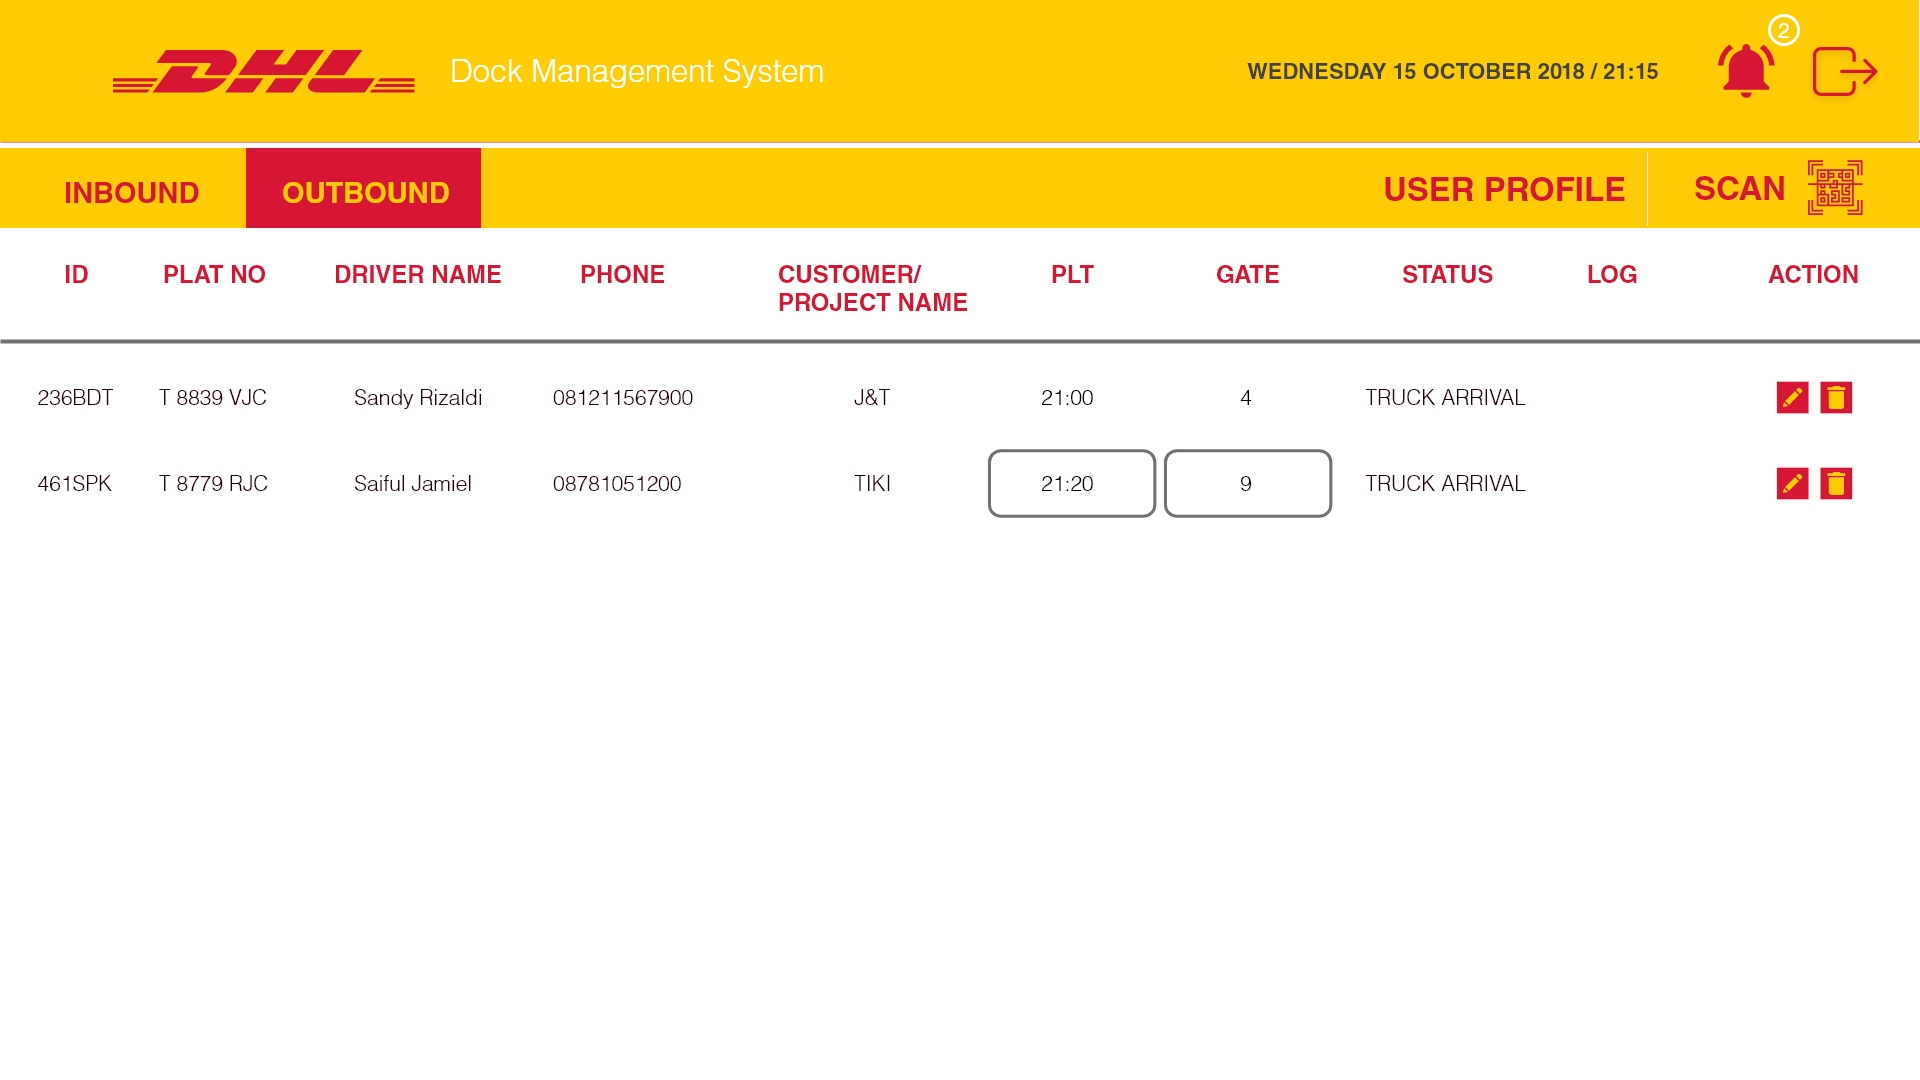 DHL Dock Management System WEDNESDAY 15 OCTOBER 2018 / 21:15 2
INBOUND OUTBOUND USER PROFILE SCAN
ID PLAT NO DRIVER NAME PHONE CUSTOMER/ PLT GATE STATUS LOG ACTION
PROJECT NAME
236BDT T 8839 VJC Sandy Rizaldi 081211567900 J&T 21:00 4 TRUCK ARRIVAL
461SPK T 8779 RJC Saiful Jamiel 08781051200 TIKI 21:20 9 TRUCK ARRIVAL